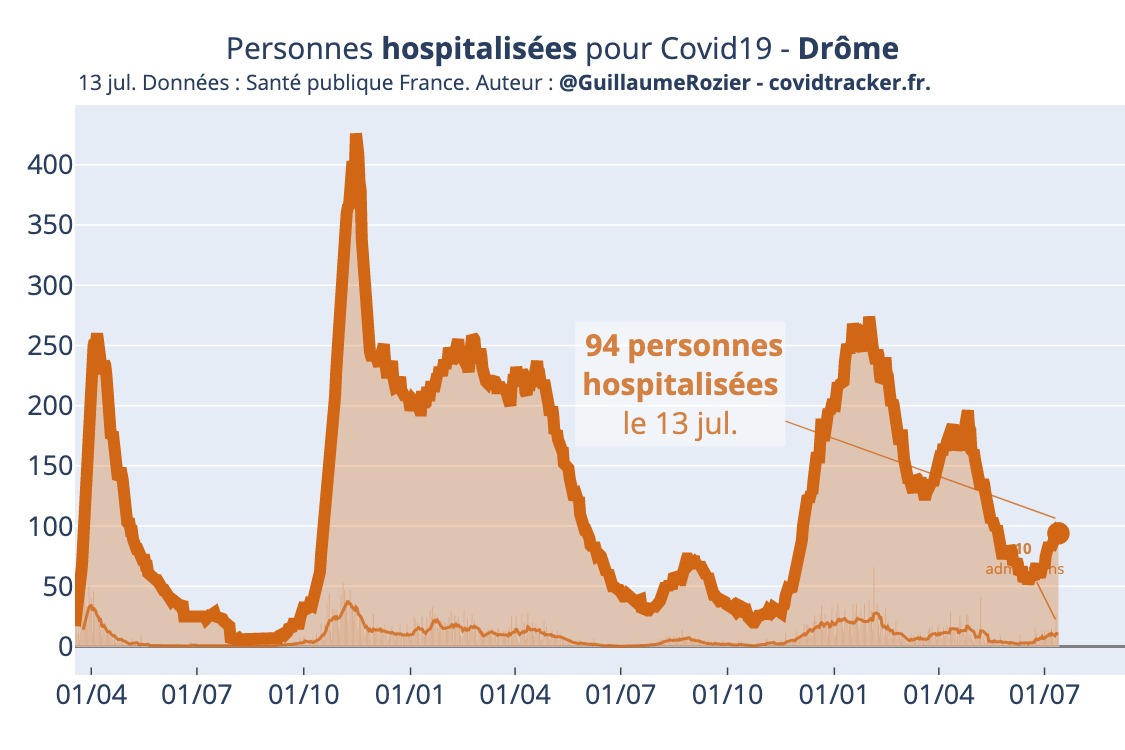 Personnes hospitalisées pour Covid19 - Drôme
13 jul. Données : Santé publique France. Auteur : @GuillaumeRozier - covidtracker.fr.
400
350
300
250
200
150
100
50
0
94 personnes
hospitalisées
le 13 jul.
10
01/04 01/07 01/10 01/01 01/04 01/07 01/10 01/01 01/04 01/07